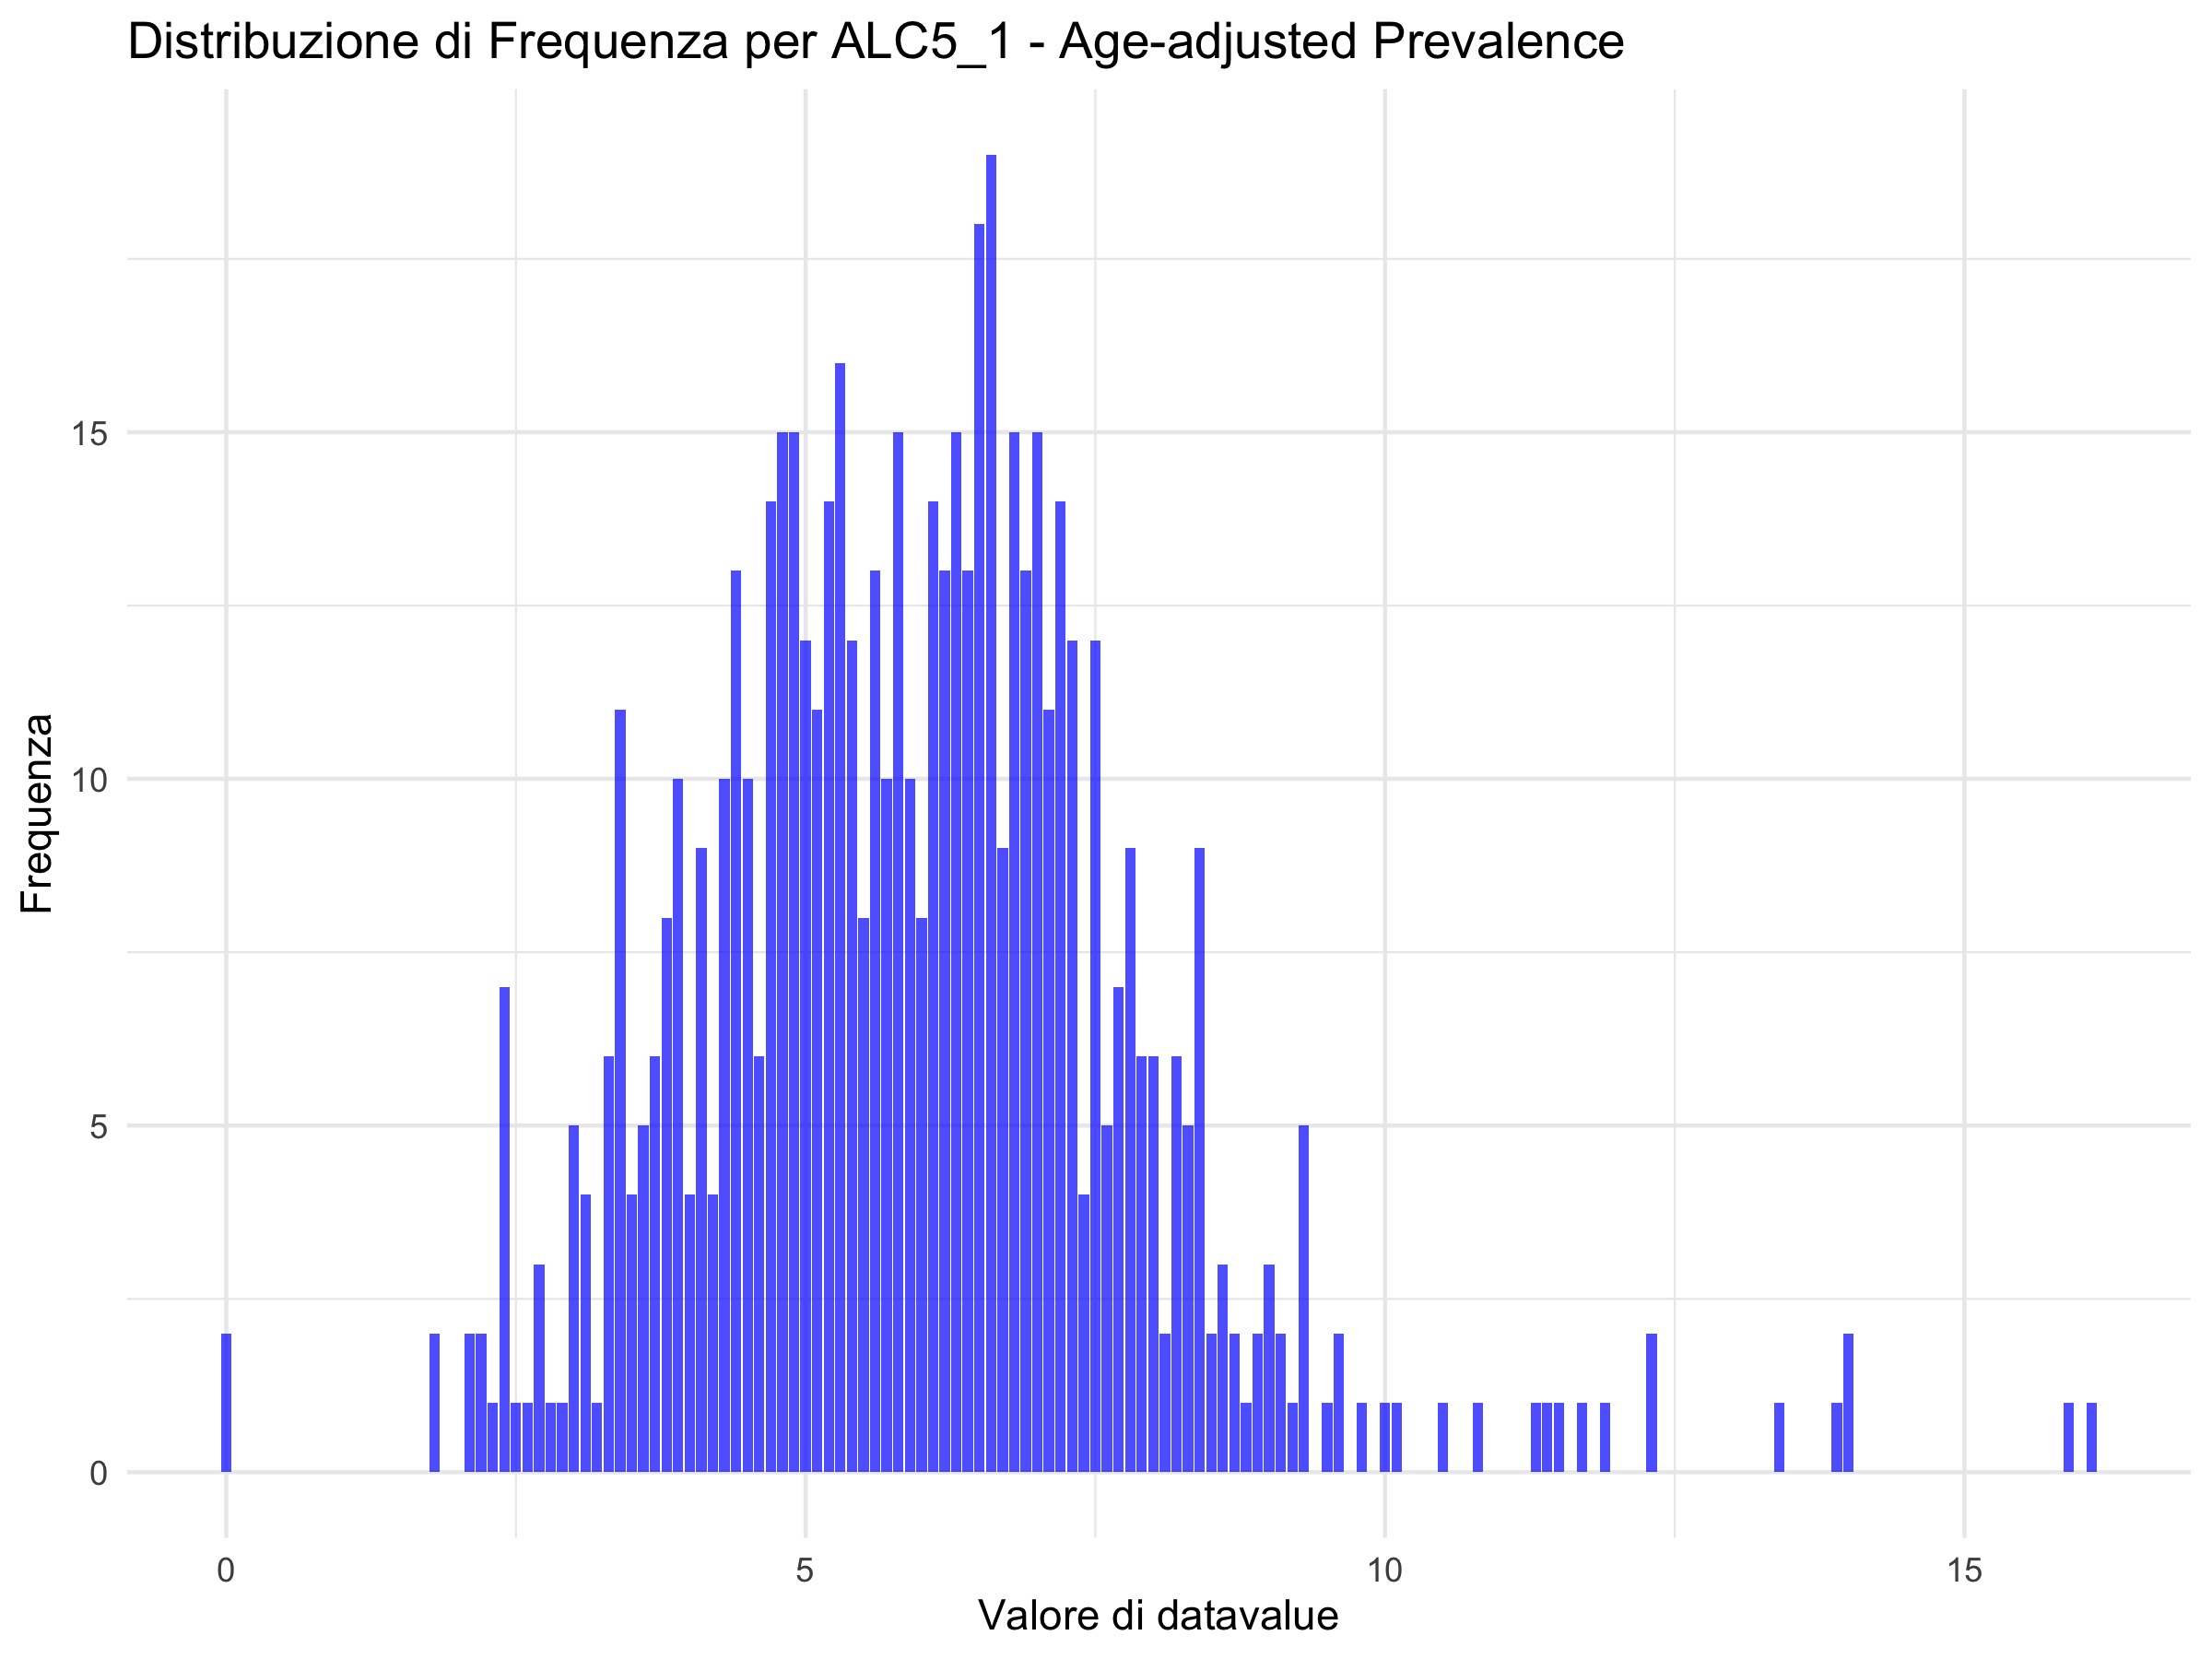 Distribuzione di Frequenza per ALC5_1 - Age-adjusted Prevalence
Frequenza
15
10
5
0
0 5 10 15
Valore di datavalue